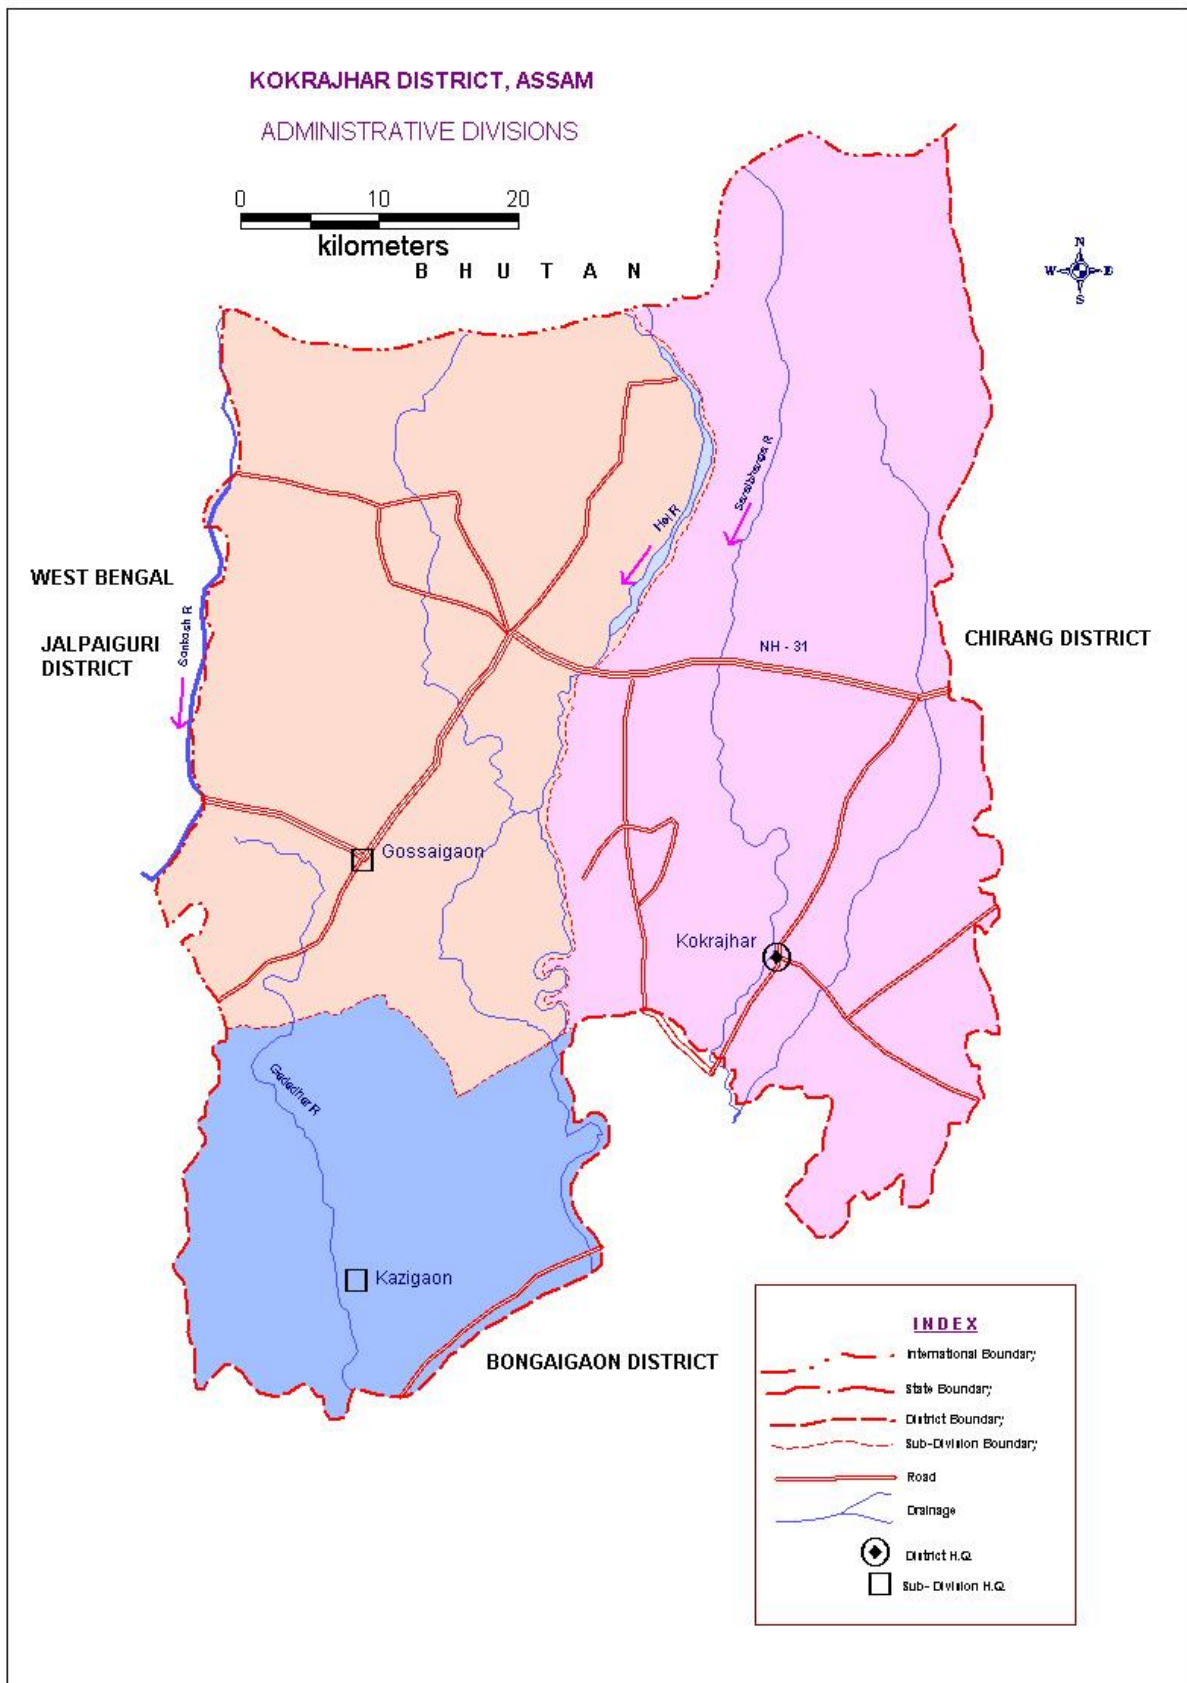 KOKRAJHAR DISTRICT, ASSAM
ADMINISTRATIVE DIVISIONS
0 10 20
kilometers
B H U T A N
N
W E
S
Saralbhanga R
Hel R
WEST BENGAL
JALPAIGURI
DISTRICT
Sankosh R
NH - 31
CHIRANG DISTRICT
Gossaigaon
Kokrajhar
Gadadhar R
Kazigaon
BONGAIGAON DISTRICT
INDEX
International Boundary
State Boundary
District Boundary
Sub-Division Boundary
Road
Drainage
District H.Q.
Sub-Division H.Q.